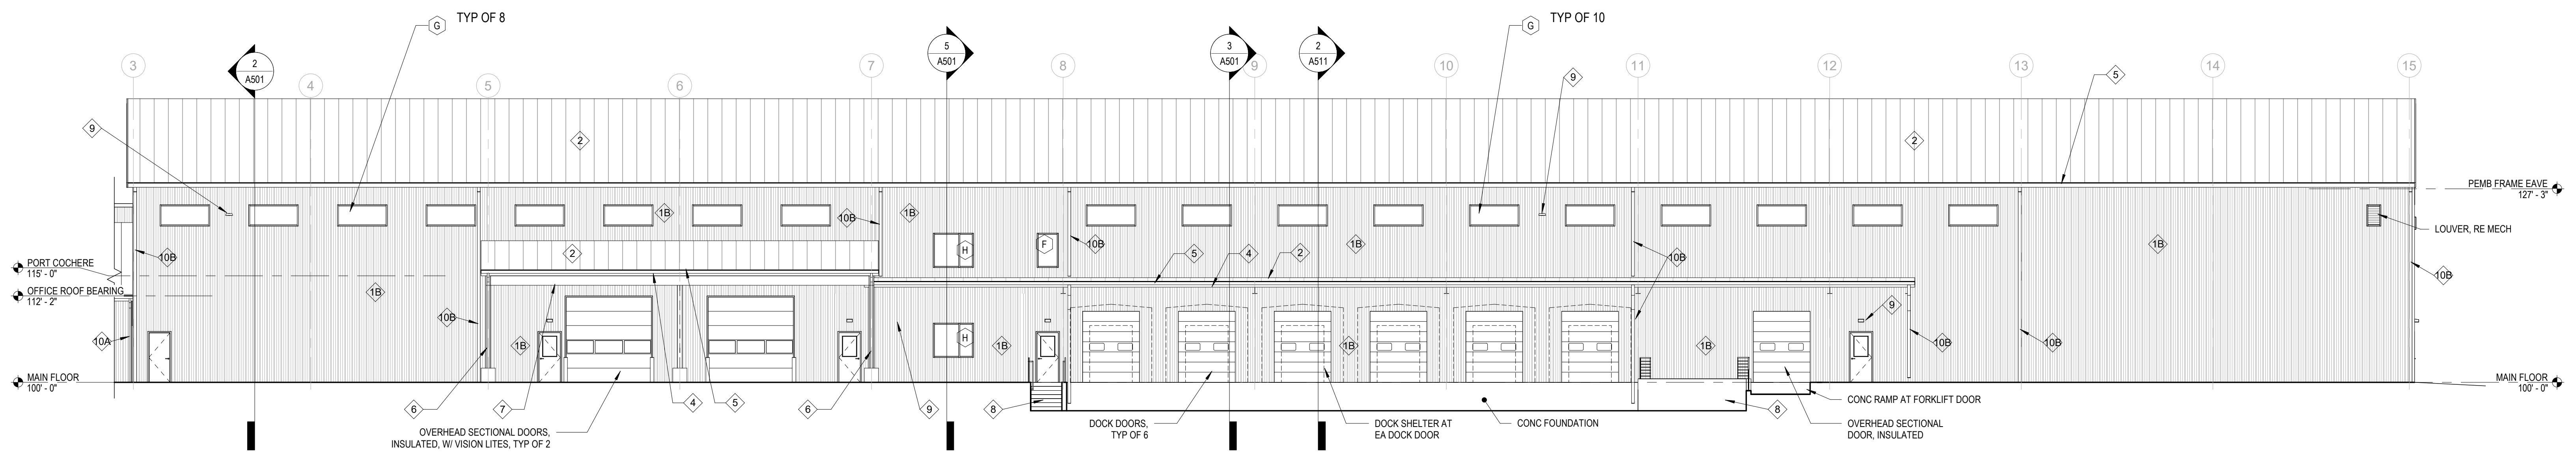 G TYP OF 8
G TYP OF 10
2
A501
5
A501
3
A501
2
A511
3
4
5
6
7
8
9
10
11
12
13
14
15
9
5
9
2
2
9
1B
10B
1B
10B
1B
1B
H
F
10B
5
4
2
10B
2
PEMB FRAME EAVE
127' - 3"
LOUVER, RE MECH
PORT COCHERE
115' - 0"
OFFICE ROOF BEARING
112' - 2"
10B
1B
10B
10B
9
10A
1B
H
1B
1B
1B
10B
10B
MAIN FLOOR
100' - 0"
MAIN FLOOR
100' - 0"
6
7
4
5
6
9
8
8
CONC RAMP AT FORKLIFT DOOR
OVERHEAD SECTIONAL DOORS,
INSULATED, W/ VISION LITES, TYP OF 2
DOCK DOORS,
TYP OF 6
DOCK SHELTER AT
EA DOCK DOOR
CONC FOUNDATION
OVERHEAD SECTIONAL
DOOR, INSULATED